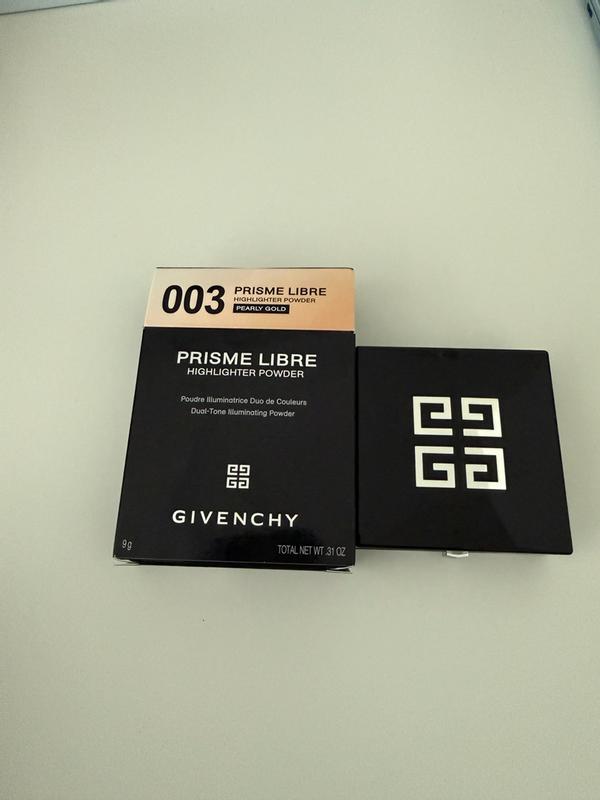 003
PRISME LIBRE
HIGHLIGHTER POWDER
PEARLY GOLD
PRISME LIBRE
HIGHLIGHTER POWDER
Poudre Illuminatrice Duo de Couleurs
Dual-Tone Illuminating Powder
GIVENCHY
9 g
TOTAL NET WT .31 OZ